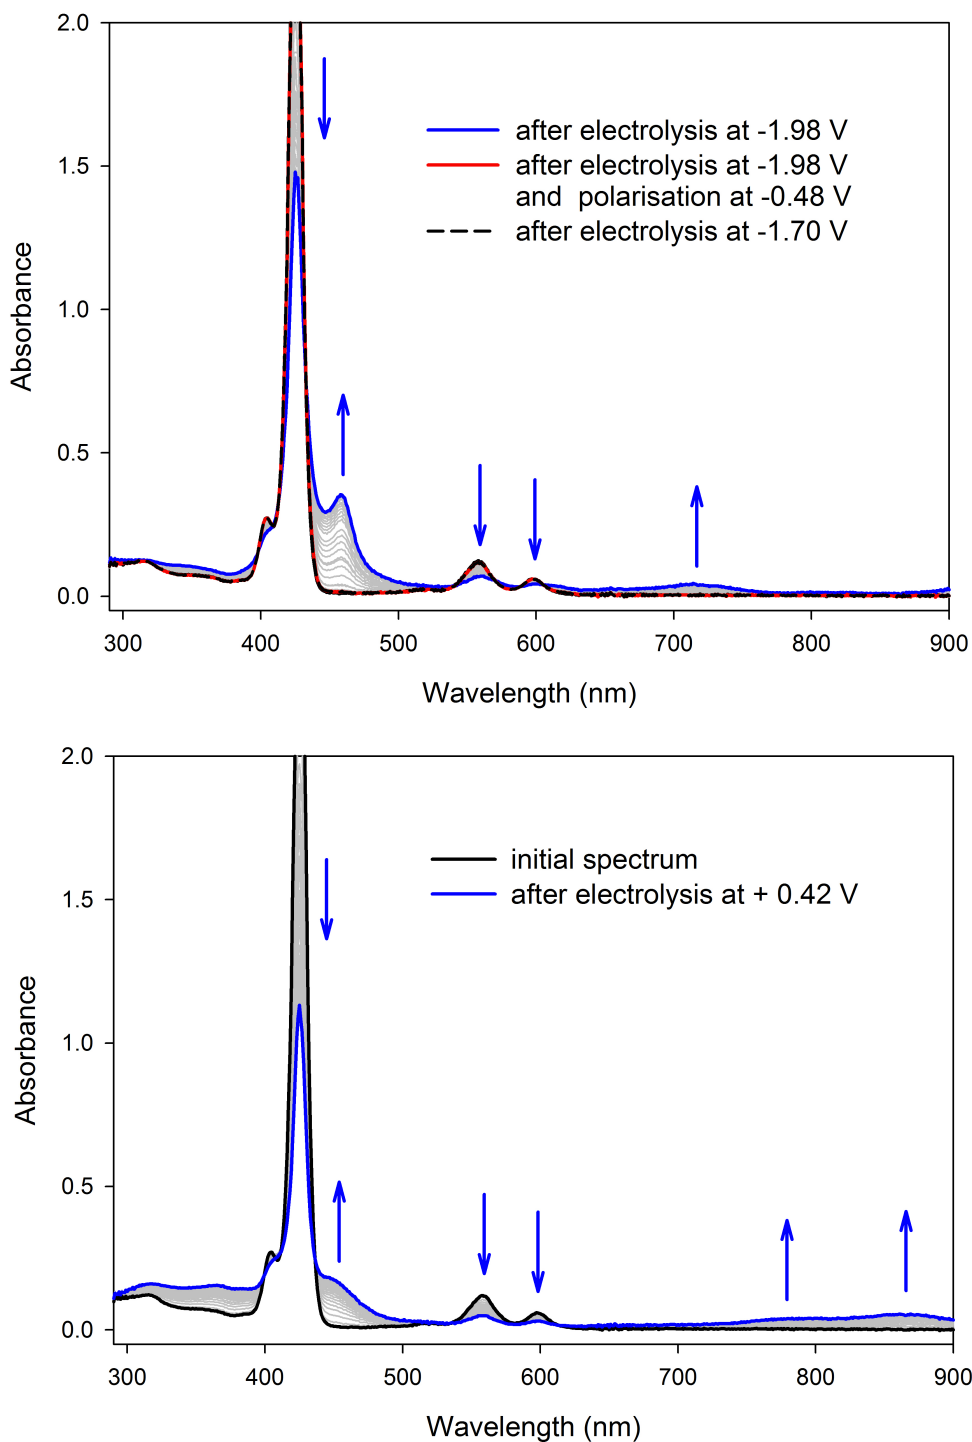 2.0
after electrolysis at -1.98 V
after electrolysis at -1.98 V
and  polarisation at -0.48 V
after electrolysis at -1.70 V
1.5
1.0
0.5
0.0
Absorbance
300 400 500 600 700 800 900
Wavelength (nm)
2.0
initial spectrum
after electrolysis at + 0.42 V
1.5
1.0
0.5
0.0
Absorbance
300 400 500 600 700 800 900
Wavelength (nm)